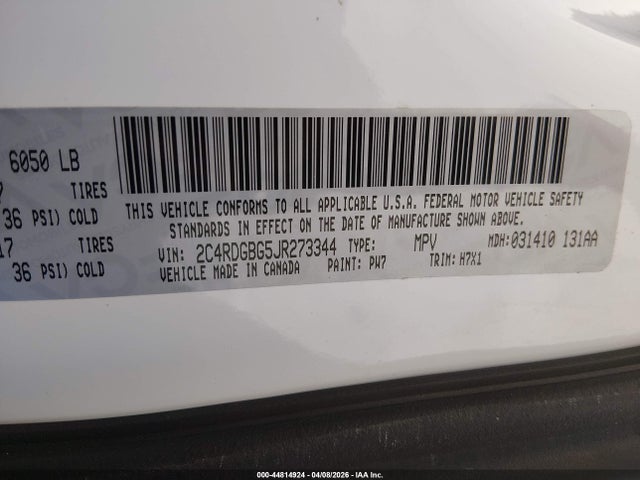 6050 LB
TIRES
36 PSI) COLD
17 TIRES
36 PSI) COLD
THIS VEHICLE CONFORMS TO ALL APPLICABLE U.S.A. FEDERAL MOTOR VEHICLE SAFETY
STANDARDS IN EFFECT ON THE DATE OF MANUFACTURE SHOWN ABOVE.
VIN: 2C4RDGBG5JR273344 TYPE: MPV MDH: 031410 131AA
VEHICLE MADE IN CANADA PAINT: PW7 TRIM: H7X1
000-44814924 | 04/08/2026 | IAA Inc.